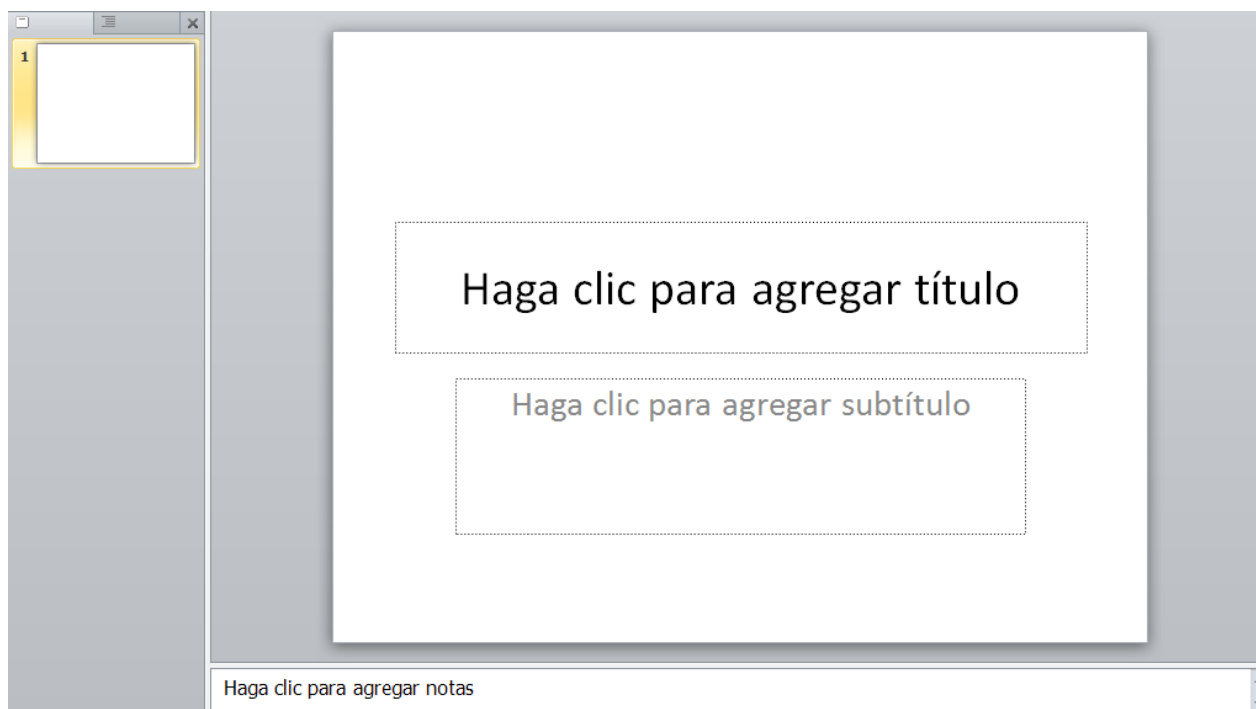 1
Haga clic para agregar título
Haga clic para agregar subtítulo
Haga clic para agregar notas